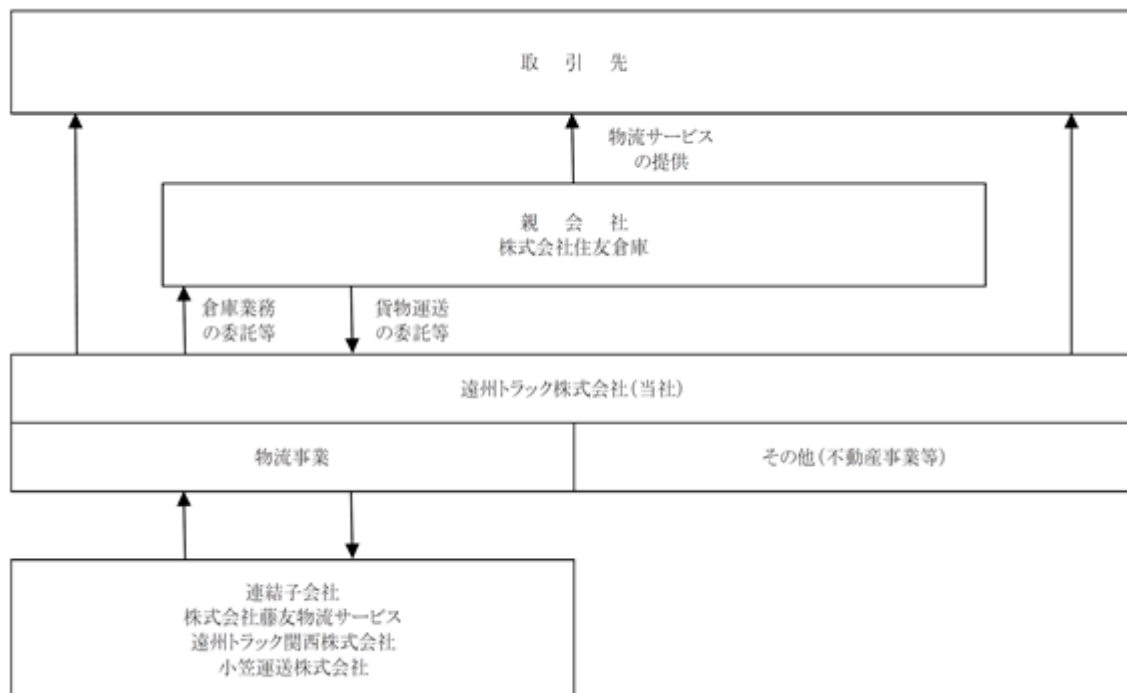 取引先
物流サービス
の提供
親会社
株式会社住友倉庫
倉庫業務
の委託等
貨物運送
の委託等
遠州トラック株式会社(当社)
物流事業
その他(不動産事業等)
連結子会社
株式会社藤友物流サービス
遠州トラック関西株式会社
小笠運送株式会社